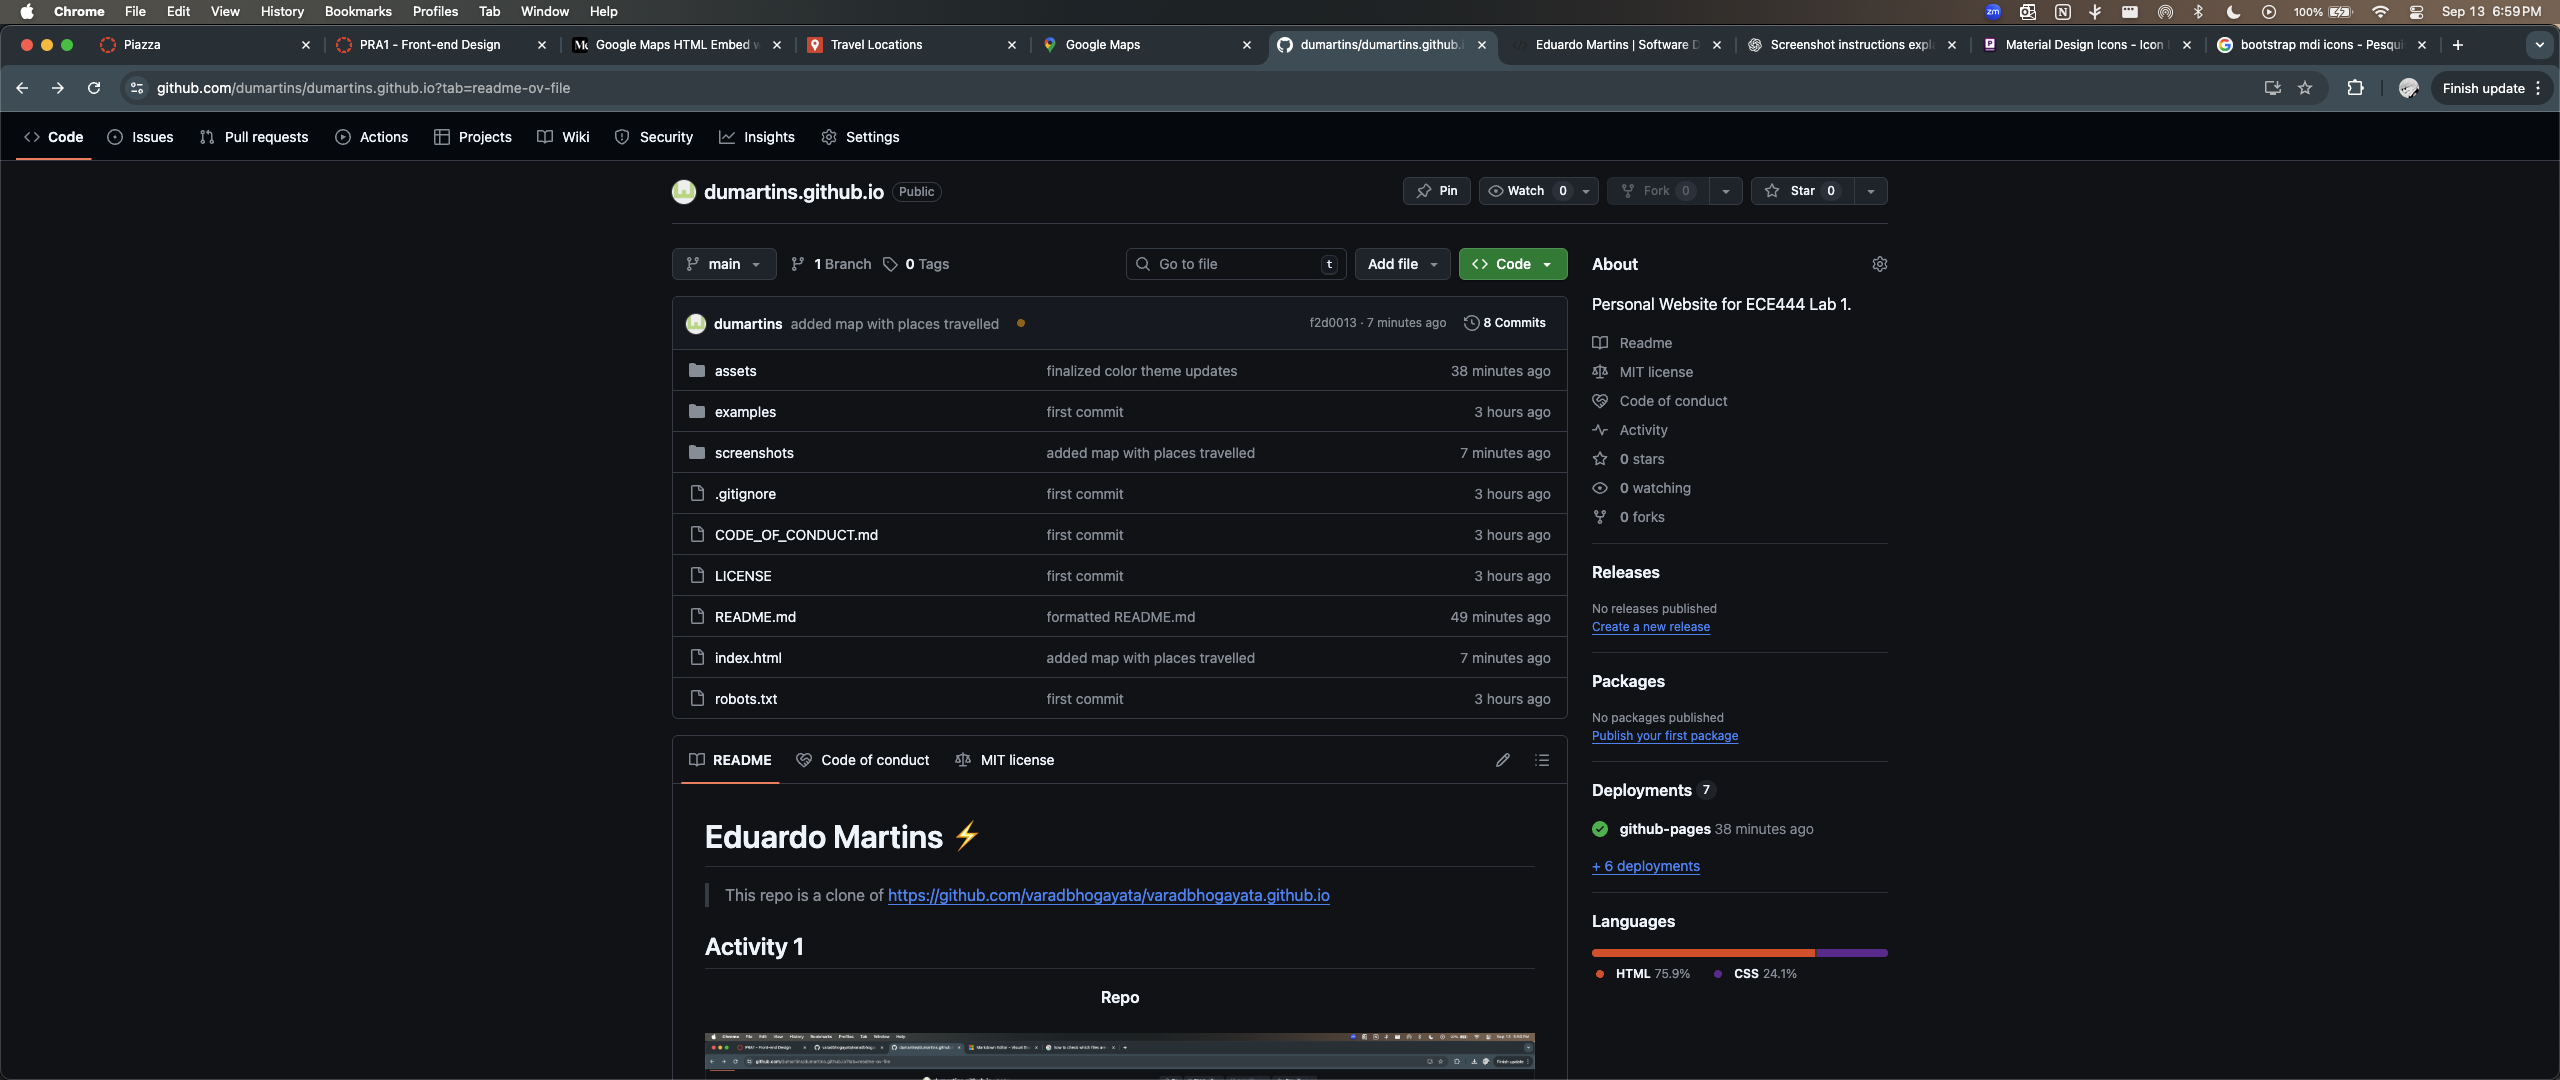 Chrome File Edit View History Bookmarks Profiles Tab Window Help zm 100% Sep 13 6:59 PM
Piazza PRA1 - Front-end Design Google Maps HTML Embed Travel Locations Google Maps dumartins/dumartins.github. Eduardo Martins | Software D Screenshot instructions expl Material Design Icons - Icon bootstrap mdi icons - Pesqui
github.com/dumartins/dumartins.github.io?tab=readme-ov-file Finish update
Code Issues Pull requests Actions Projects Wiki Security Insights Settings
dumartins.github.io Public Pin Watch 0 Fork 0 Star 0
main 1 Branch 0 Tags Go to file t Add file Code
dumartins added map with places travelled f2d0013 · 7 minutes ago 8 Commits
assets finalized color theme updates 38 minutes ago
examples first commit 3 hours ago
screenshots added map with places travelled 7 minutes ago
.gitignore first commit 3 hours ago
CODE_OF_CONDUCT.md first commit 3 hours ago
LICENSE first commit 3 hours ago
README.md formatted README.md 49 minutes ago
index.html added map with places travelled 7 minutes ago
robots.txt first commit 3 hours ago
README Code of conduct MIT license
Eduardo Martins ⚡
This repo is a clone of https://github.com/varadbhogayata/varadbhogayata.github.io
Activity 1
Repo
About
Personal Website for ECE444 Lab 1.
Readme
MIT license
Code of conduct
Activity
0 stars
0 watching
0 forks
Releases
No releases published
Create a new release
Packages
No packages published
Publish your first package
Deployments 7
github-pages 38 minutes ago
+ 6 deployments
Languages
HTML 75.9% CSS 24.1%